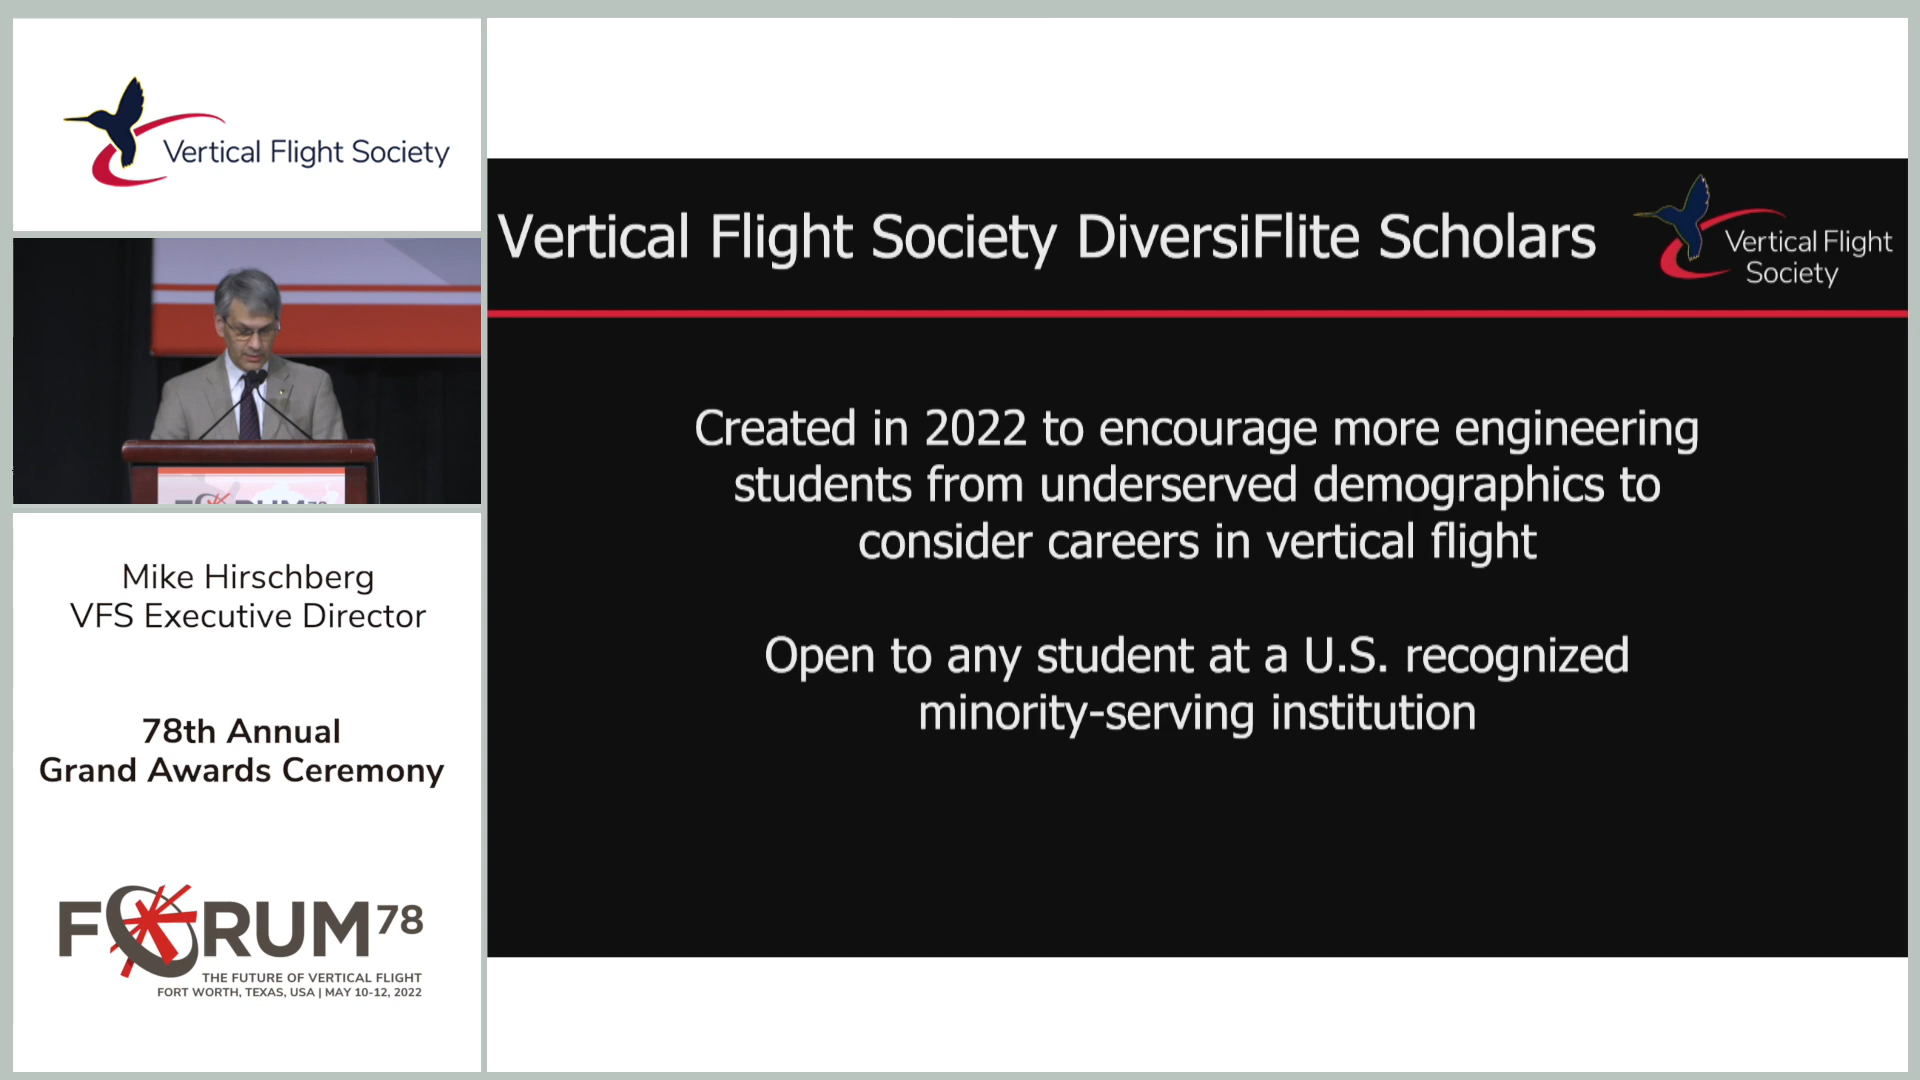 Vertical Flight Society
Mike Hirschberg
VFS Executive Director
78th Annual
Grand Awards Ceremony
FORUM 78
THE FUTURE OF VERTICAL FLIGHT
FORT WORTH, TEXAS, USA | MAY 10-12, 2022
Vertical Flight Society DiversiFlite Scholars
Vertical Flight
Society
Created in 2022 to encourage more engineering
students from underserved demographics to
consider careers in vertical flight
Open to any student at a U.S. recognized
minority-serving institution